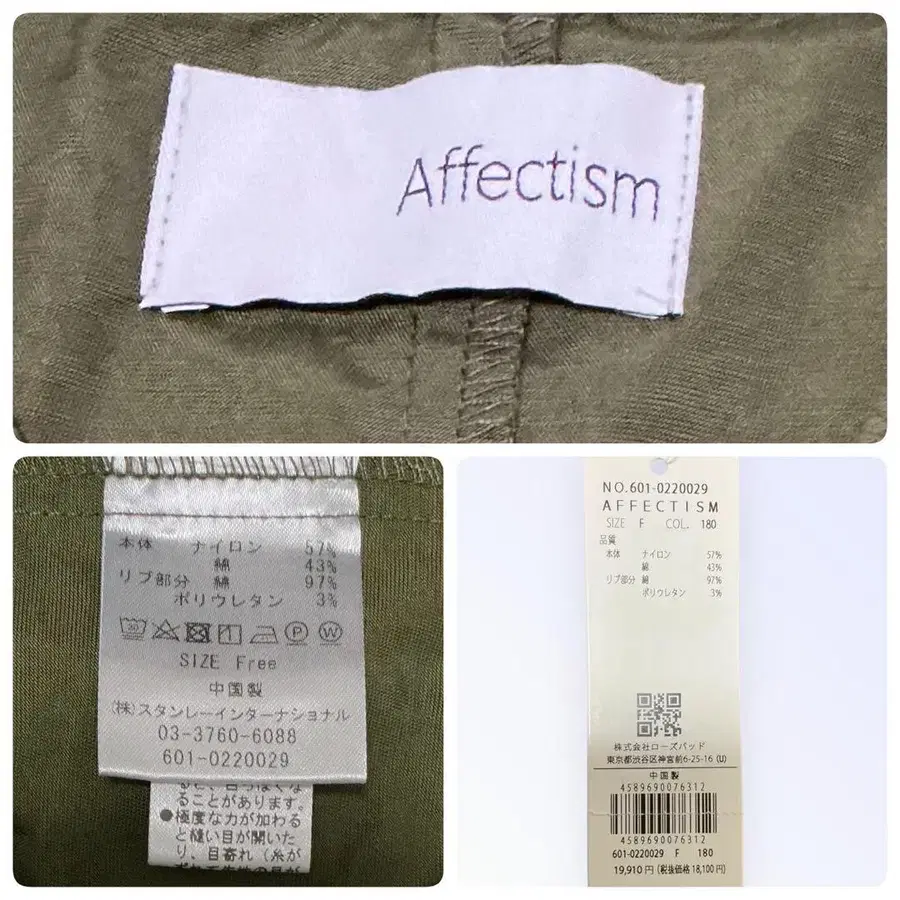 Affectism
本体 ナイロン 57%
綿 43%
リブ部分 綿 97%
ポリウレタン 3%
SIZE Free
中国製
(株)スタンレーインターナショナル
03-3760-6088
601-0220029
ることがあります。
●極度な力が加わる
と縫い目が開いた
り、目寄れ(糸が
NO.601-0220029
AFFECTISM
SIZE F COL. 180
品質
本体 ナイロン 57%
綿 43%
リブ部分 綿 97%
ポリウレタン 3%
株式会社ローズバッド
東京都渋谷区神宮前6-25-16 (U)
中国製
4589690076312
4589690076312
601-0220029 F 180
19,910円 (税抜価格18,100円)